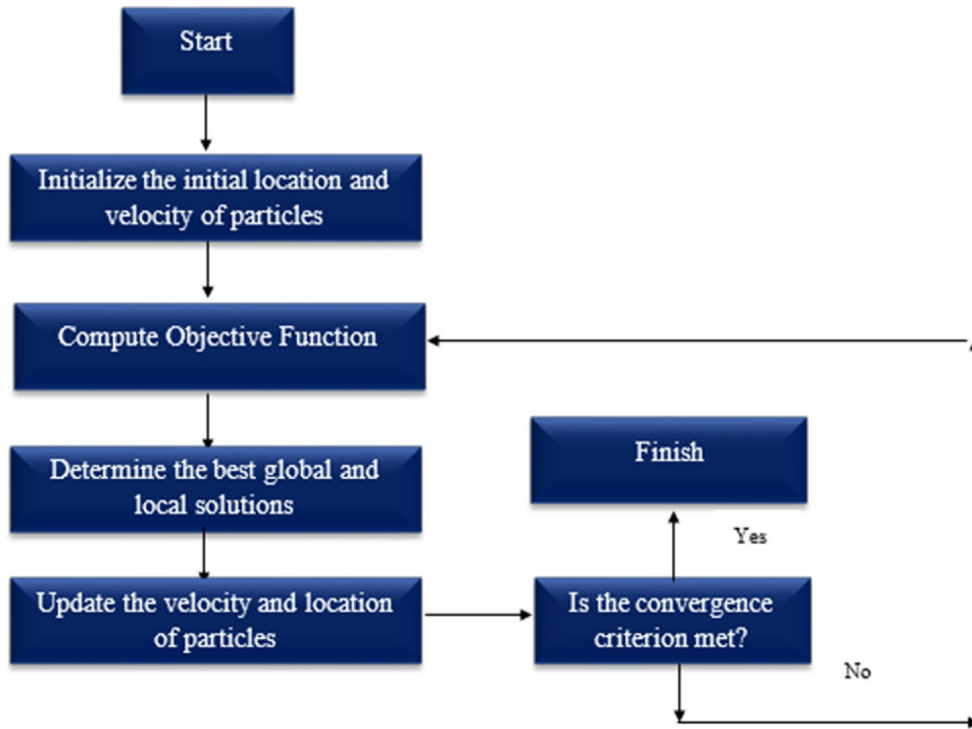 Start
Initialize the initial location and
velocity of particles
Compute Objective Function
Determine the best global and
local solutions
Update the velocity and location
of particles
Is the convergence
criterion met?
Yes
Finish
No